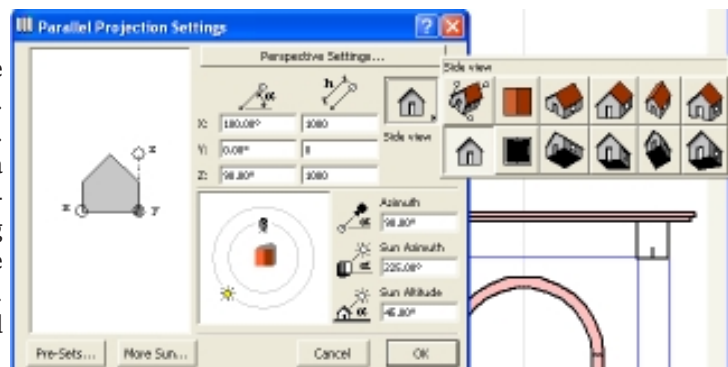 Parallel Projection Settings
Perspective Settings...
Side view
α h
X: 180.00° 1000
Side view
Y: 0.00° 0
Z: 90.00° 1000
z
x y
Azimuth
α 90.00°
Sun Azimuth
α 225.00°
Sun Altitude
α 45.00°
Pre-Sets... More Sun... Cancel OK